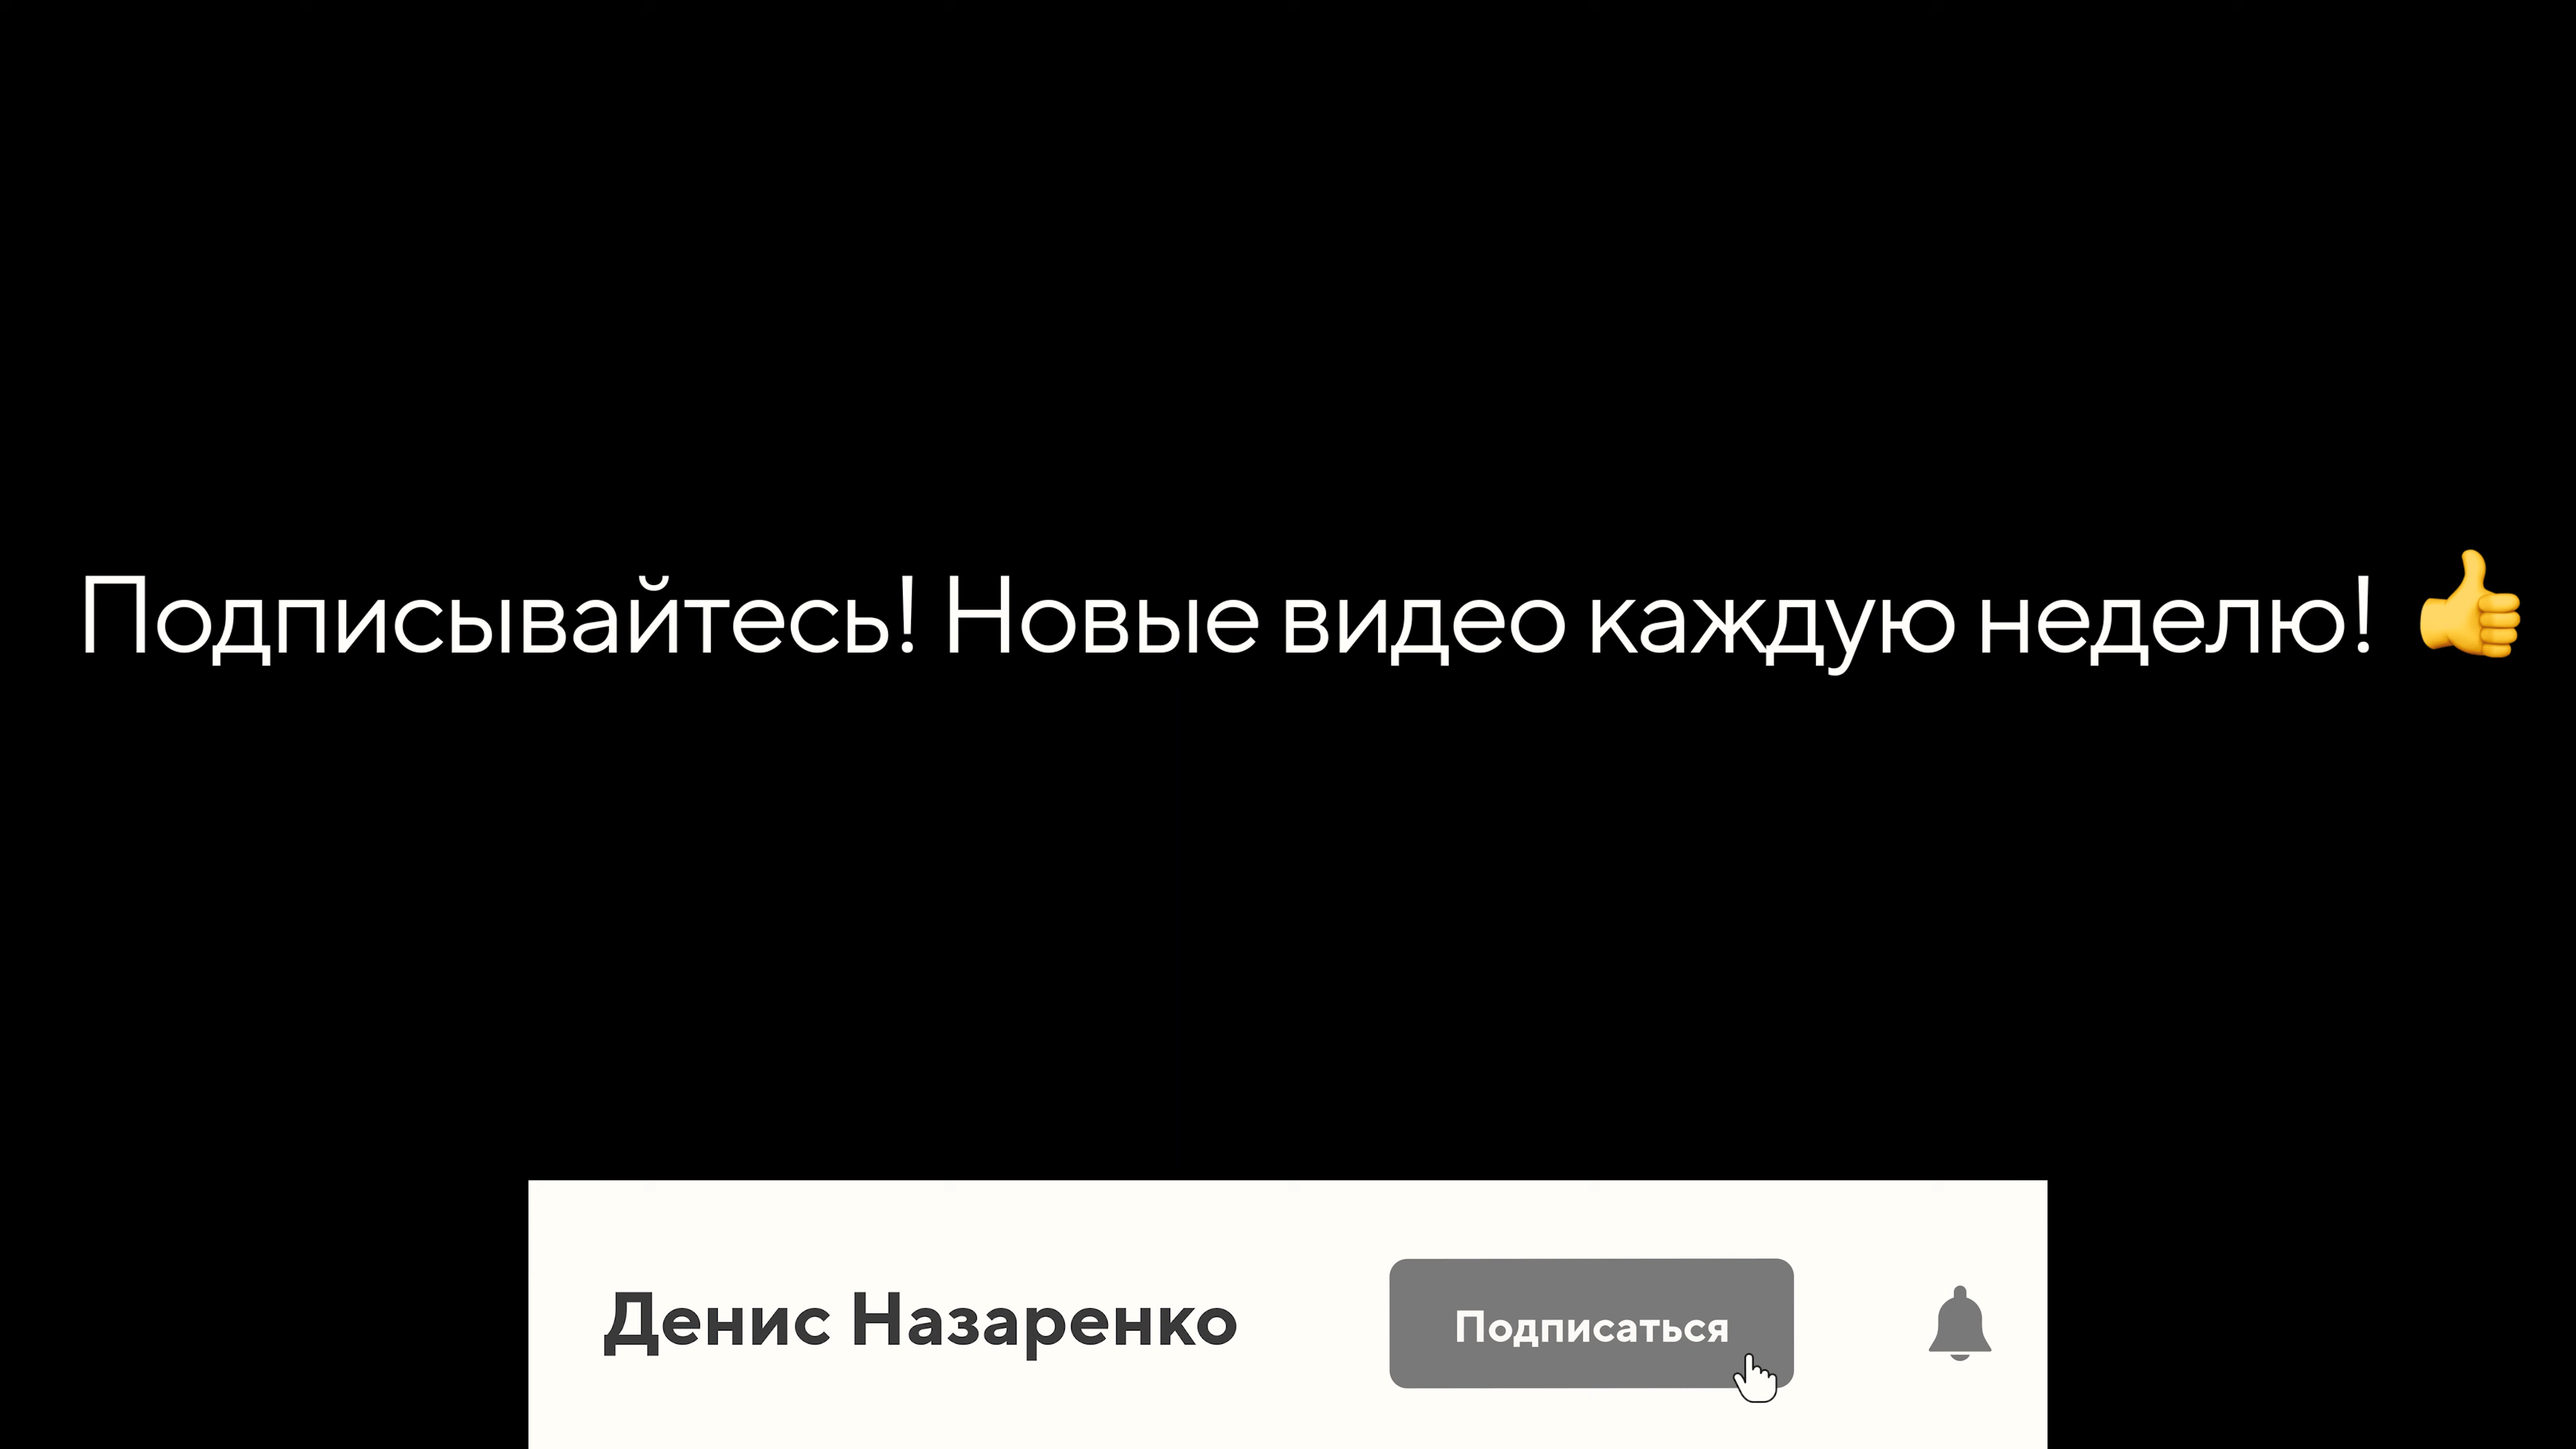 Подписывайтесь! Новые видео каждую неделю! 👍
Денис Назаренко
Подписаться